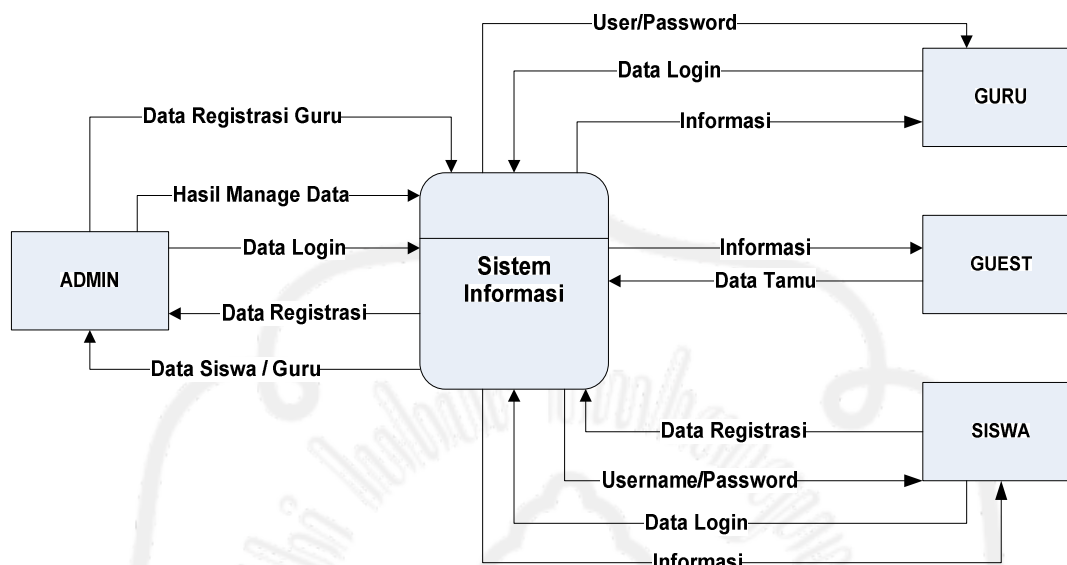 User/Password
Data Login
GURU
Data Registrasi Guru
Informasi
Hasil Manage Data
Data Login
Informasi
ADMIN
Sistem
Informasi
GUEST
Data Tamu
Data Registrasi
Data Siswa / Guru
Data Registrasi
SISWA
Username/Password
Data Login
Informasi